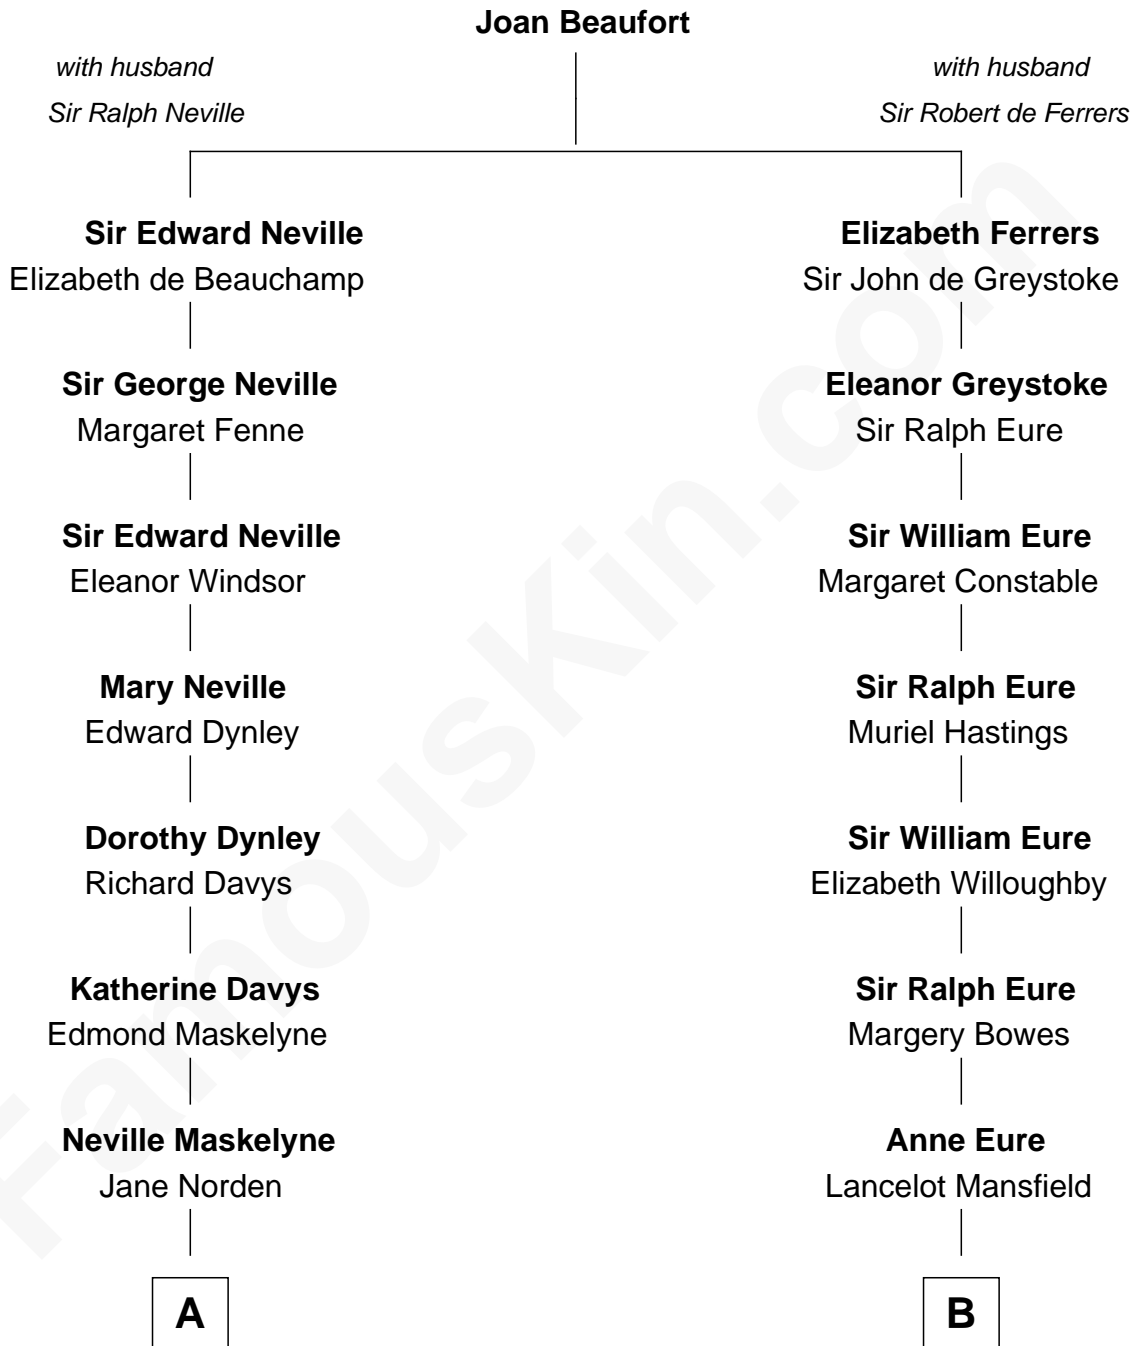 Joan Beaufort
with husband
Sir Ralph Neville
with husband
Sir Robert de Ferrers
Sir Edward Neville
Elizabeth de Beauchamp
Elizabeth Ferrers
Sir John de Greystoke
Sir George Neville
Margaret Fenne
Eleanor Greystoke
Sir Ralph Eure
Sir Edward Neville
Eleanor Windsor
Sir William Eure
Margaret Constable
Mary Neville
Edward Dynley
Sir Ralph Eure
Muriel Hastings
Dorothy Dynley
Richard Davys
Sir William Eure
Elizabeth Willoughby
Katherine Davys
Edmond Maskelyne
Sir Ralph Eure
Margery Bowes
Neville Maskelyne
Jane Norden
Anne Eure
Lancelot Mansfield
A
B
FamousKin.com